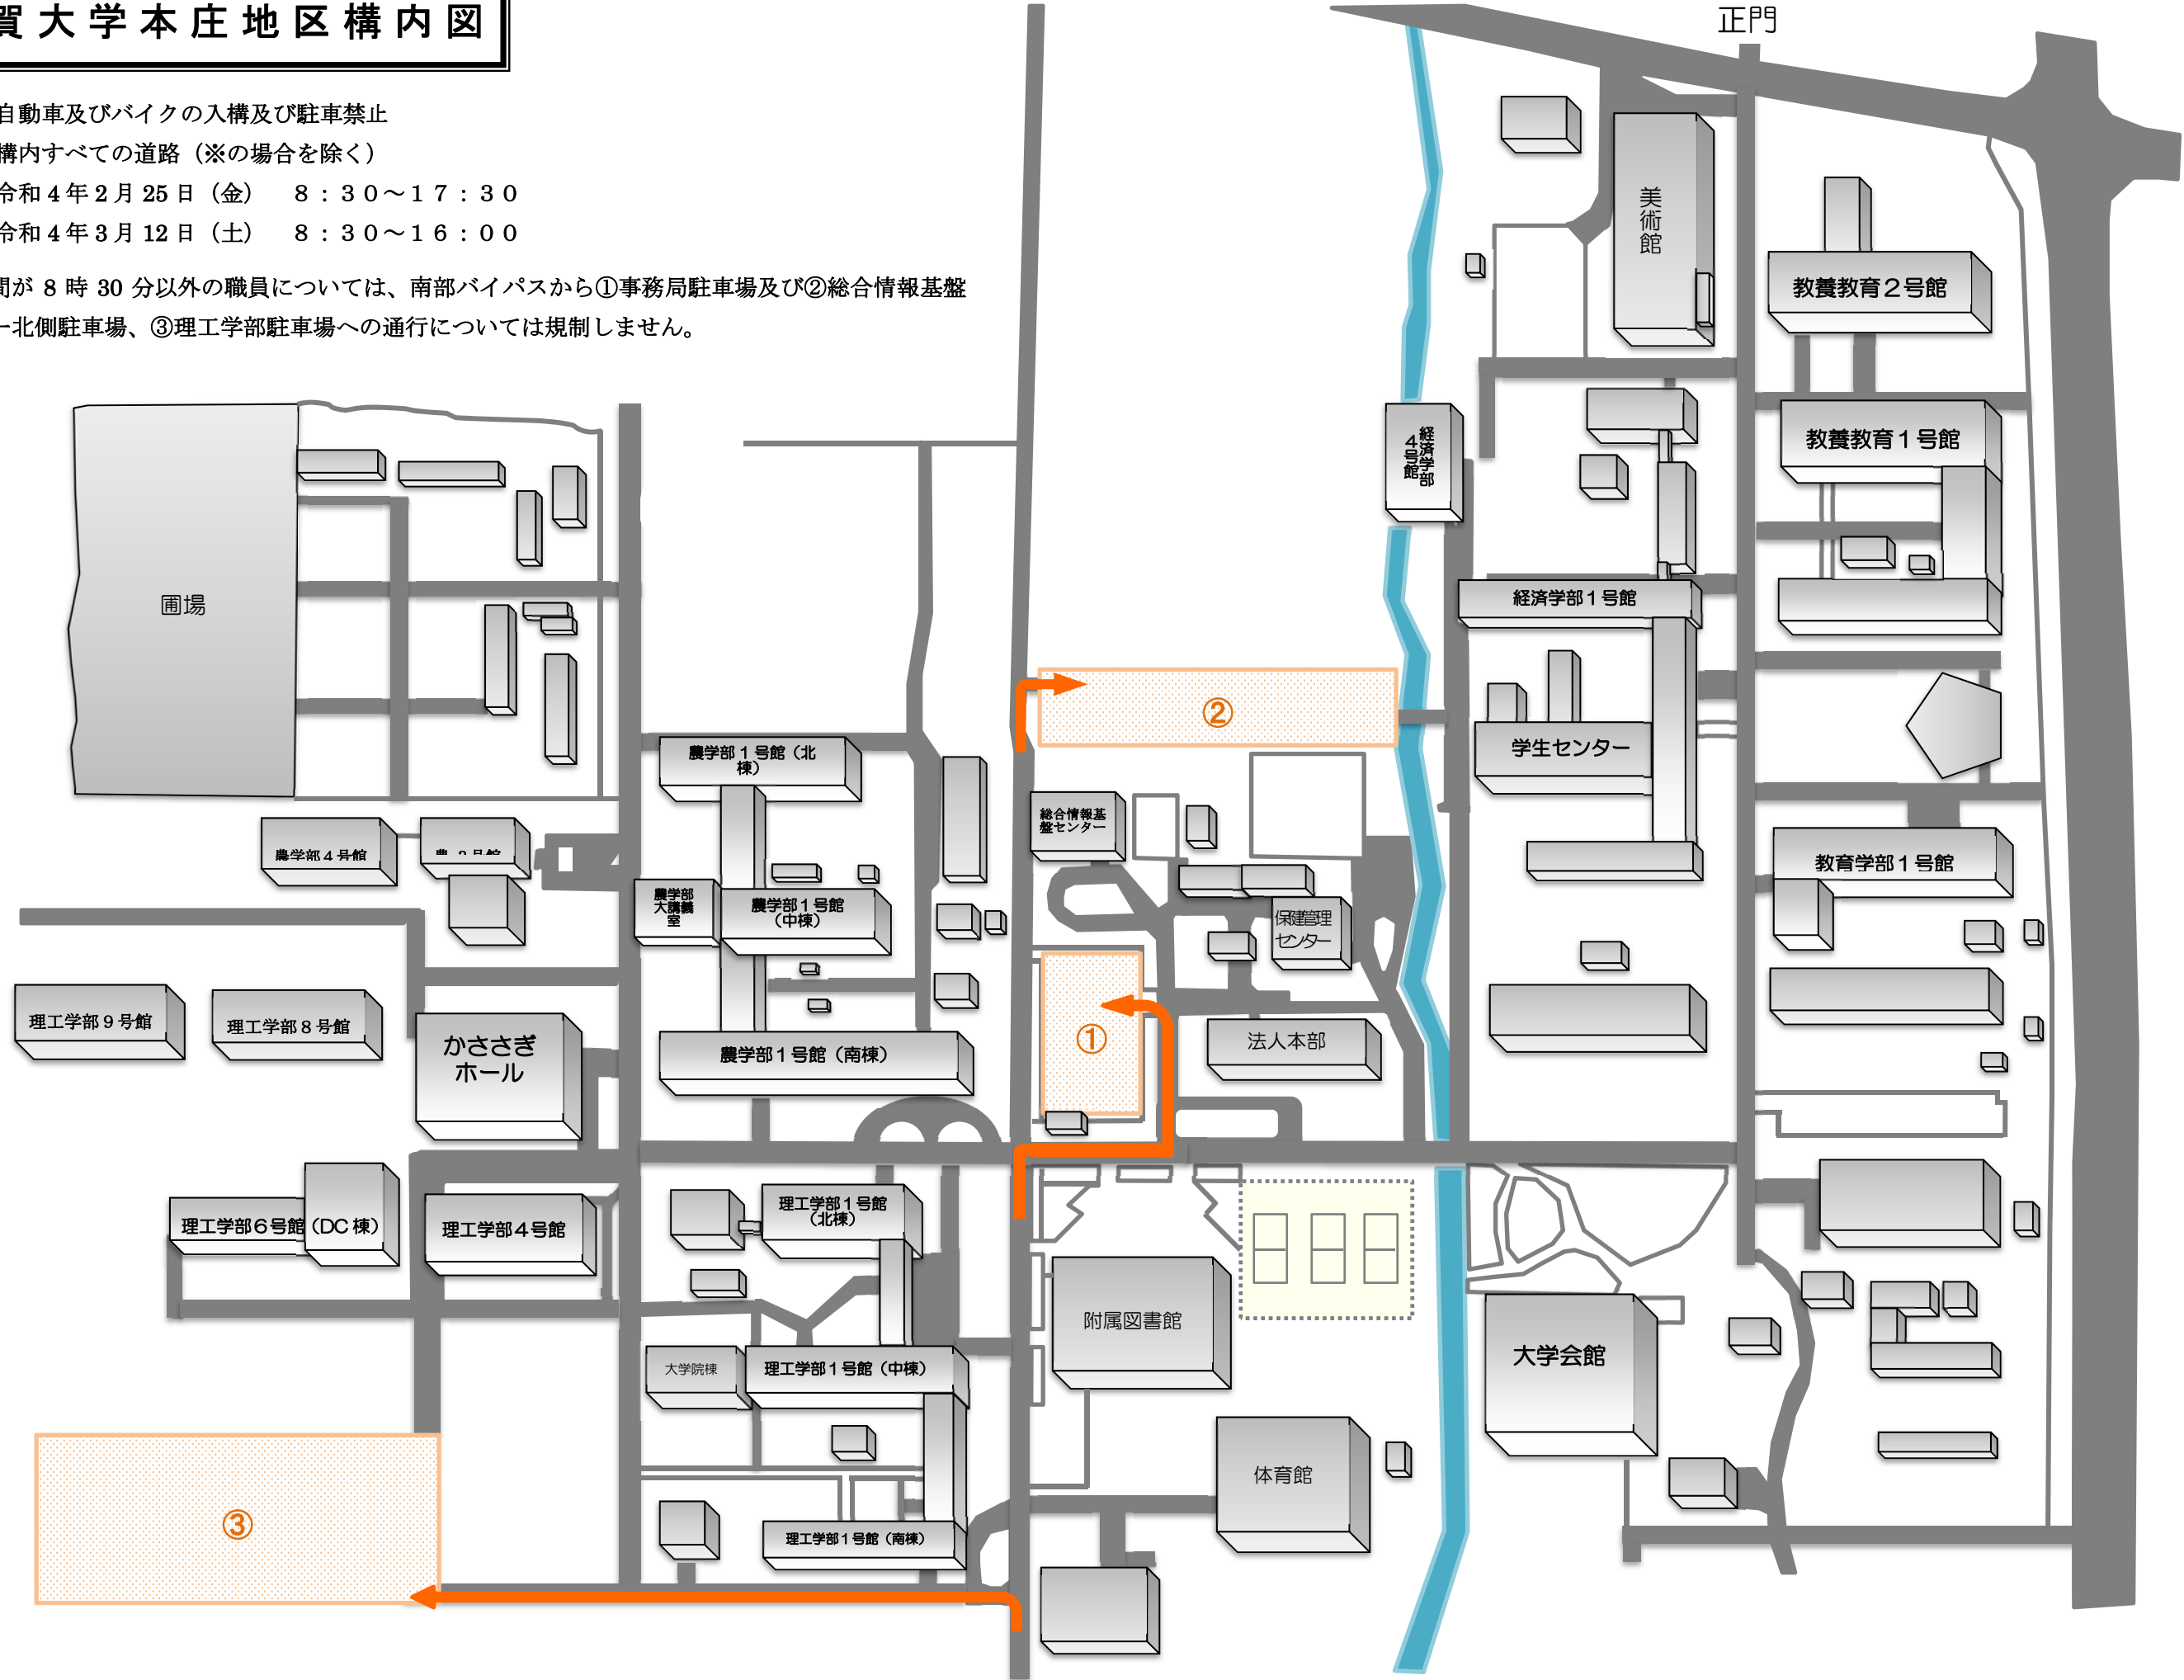 賀大学本庄地区構内図
正門
自動車及びバイクの入構及び駐車禁止
構内すべての道路（※の場合を除く）
令和４年２月 25 日（金）　８：３０～１７：３０
令和４年３月 12 日（土）　８：３０～１６：００
間が 8 時 30 分以外の職員については、南部バイパスから①事務局駐車場及び②総合情報基盤
ー北側駐車場、③理工学部駐車場への通行については規制しません。
美術館
教養教育２号館
経済学部
４号館
教養教育１号館
圃場
経済学部１号館
②
学生センター
農学部１号館（北
棟）
総合情報基
盤センター
農学部４号館
教育学部１号館
農学部
大講義
室
農学部１号館
（中棟）
保健管理
センター
理工学部９号館
理工学部８号館
かささぎ
ホール
農学部１号館（南棟）
①
法人本部
理工学部６号館
（DC 棟）
理工学部４号館
理工学部１号館
（北棟）
附属図書館
大学会館
大学院棟
理工学部１号館（中棟）
体育館
③
理工学部１号館（南棟）